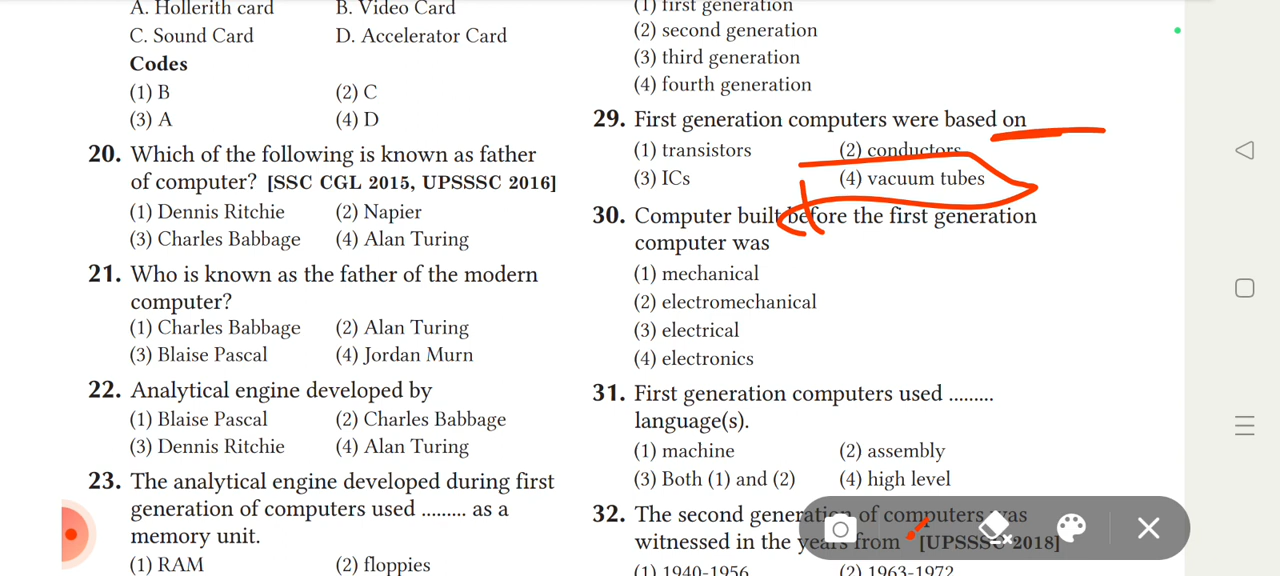 A. Hollerith card B. Video Card
C. Sound Card D. Accelerator Card
Codes
(1) B (2) C
(3) A (4) D
20. Which of the following is known as father
of computer? [SSC CGL 2015, UPSSSC 2016]
(1) Dennis Ritchie (2) Napier
(3) Charles Babbage (4) Alan Turing
21. Who is known as the father of the modern
computer?
(1) Charles Babbage (2) Alan Turing
(3) Blaise Pascal (4) Jordan Murn
22. Analytical engine developed by
(1) Blaise Pascal (2) Charles Babbage
(3) Dennis Ritchie (4) Alan Turing
23. The analytical engine developed during first
generation of computers used ......... as a
memory unit.
(1) RAM (2) floppies
(1) first generation
(2) second generation
(3) third generation
(4) fourth generation
29. First generation computers were based on
(1) transistors (2) conductors
(3) ICs (4) vacuum tubes
30. Computer built before the first generation
computer was
(1) mechanical
(2) electromechanical
(3) electrical
(4) electronics
31. First generation computers used .........
language(s).
(1) machine (2) assembly
(3) Both (1) and (2) (4) high level
32. The second generation of computers was
witnessed in the years from [UPSSSC 2018]
(1) 1940-1956 (2) 1963-1972